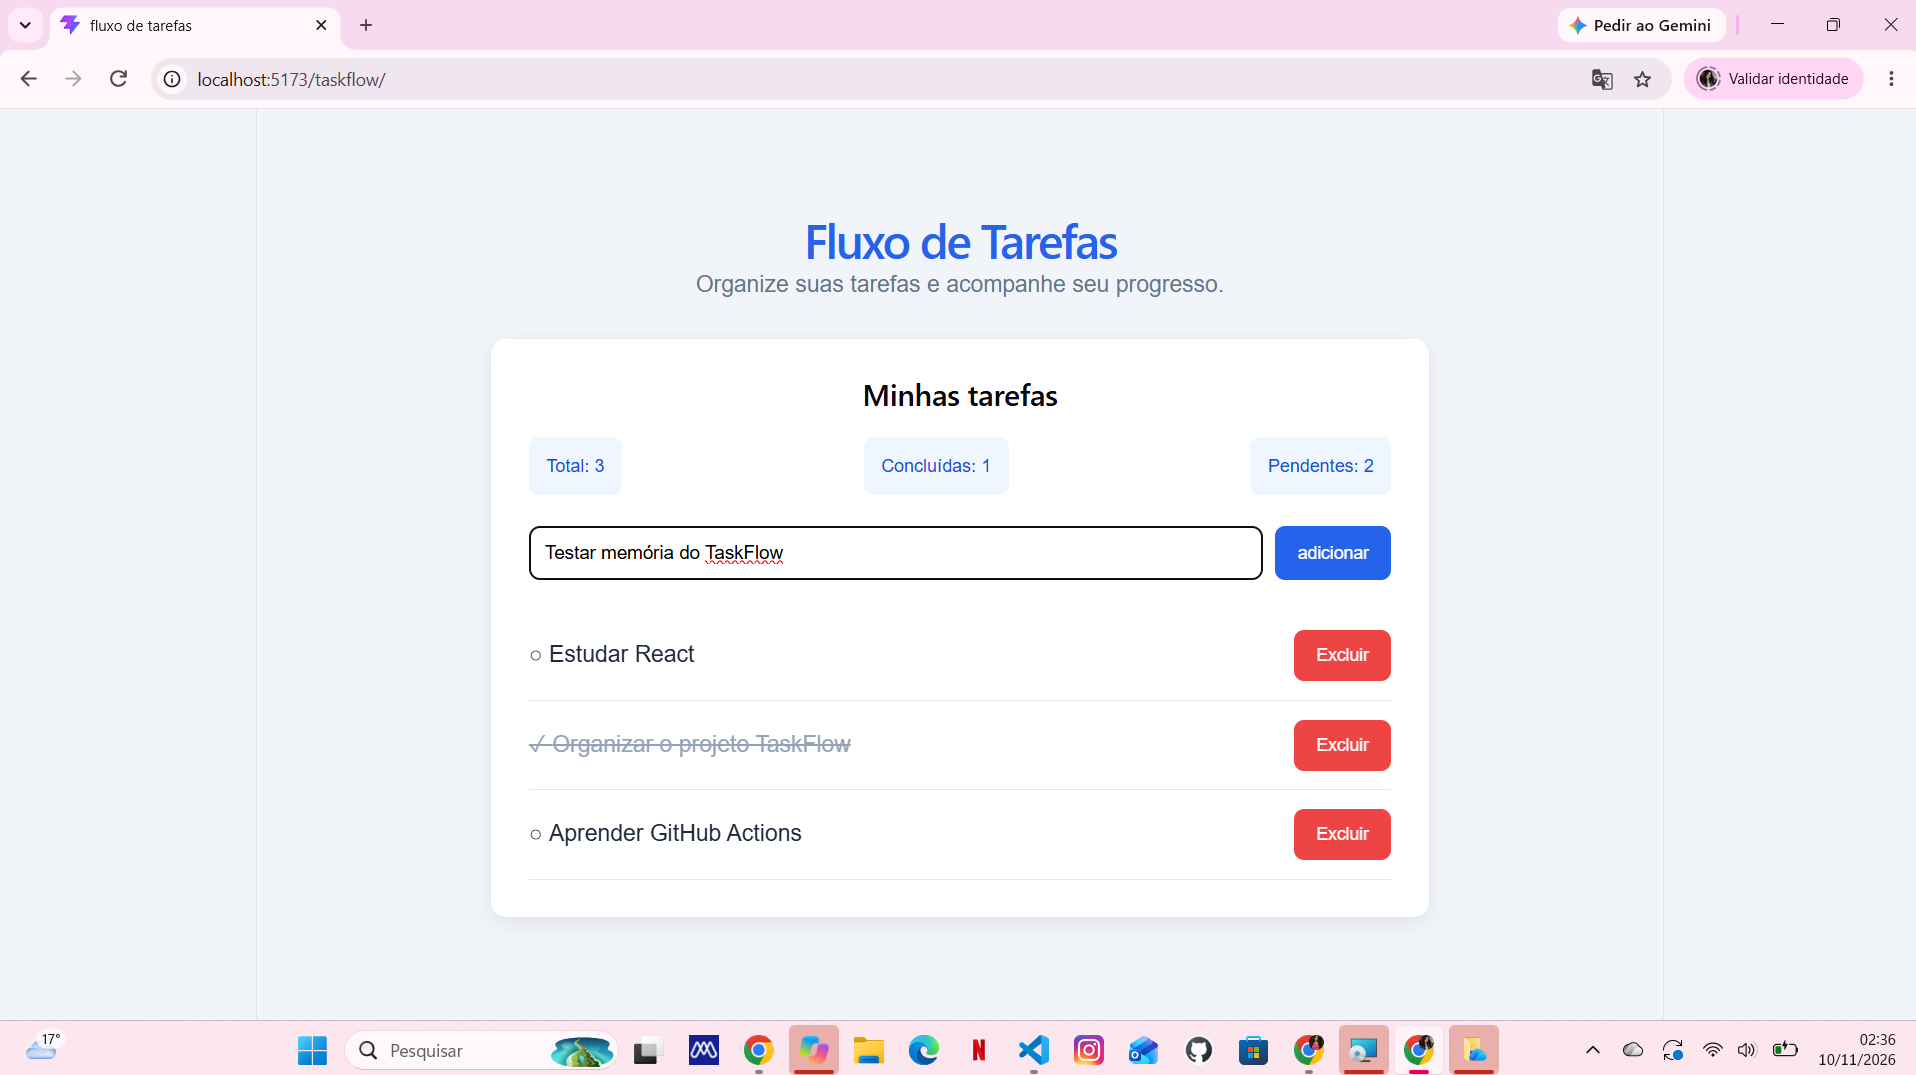 fluxo de tarefas
Pedir ao Gemini
localhost:5173/taskflow/
Validar identidade
Fluxo de Tarefas
Organize suas tarefas e acompanhe seu progresso.
Minhas tarefas
Total: 3
Concluídas: 1
Pendentes: 2
Testar memória do TaskFlow
adicionar
○ Estudar React
Excluir
✓ Organizar o projeto TaskFlow
Excluir
○ Aprender GitHub Actions
Excluir
17°
Pesquisar
02:36
10/11/2026